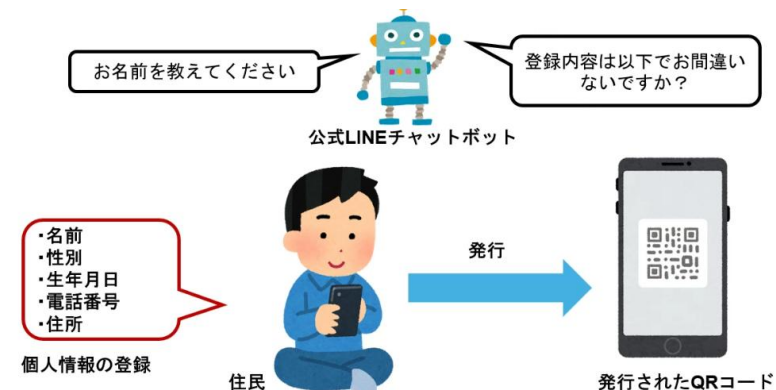 お名前を教えてください
登録内容は以下でお間違い
ないですか？
公式LINEチャットボット
・名前
・性別
・生年月日
・電話番号
・住所
個人情報の登録
住民
発行
発行されたQRコード